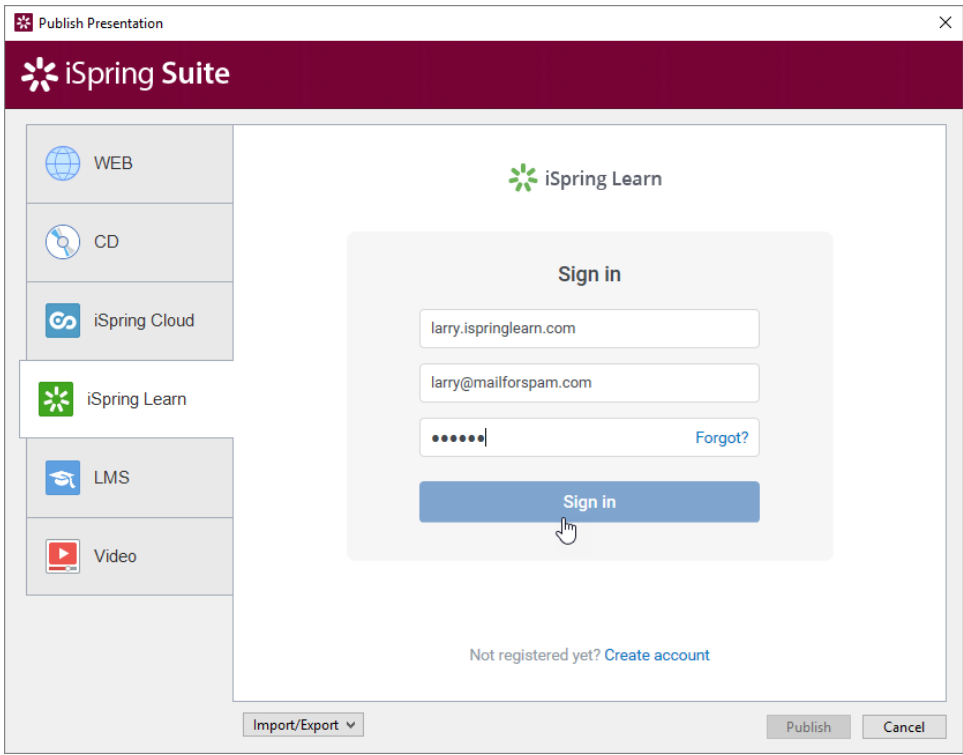 Publish Presentation
iSpring Suite
WEB
CD
iSpring Cloud
iSpring Learn
LMS
Video
iSpring Learn
Sign in
larry.ispringlearn.com
larry@mailforspam.com
•••••• Forgot?
Sign in
Not registered yet? Create account
Import/Export
Publish Cancel